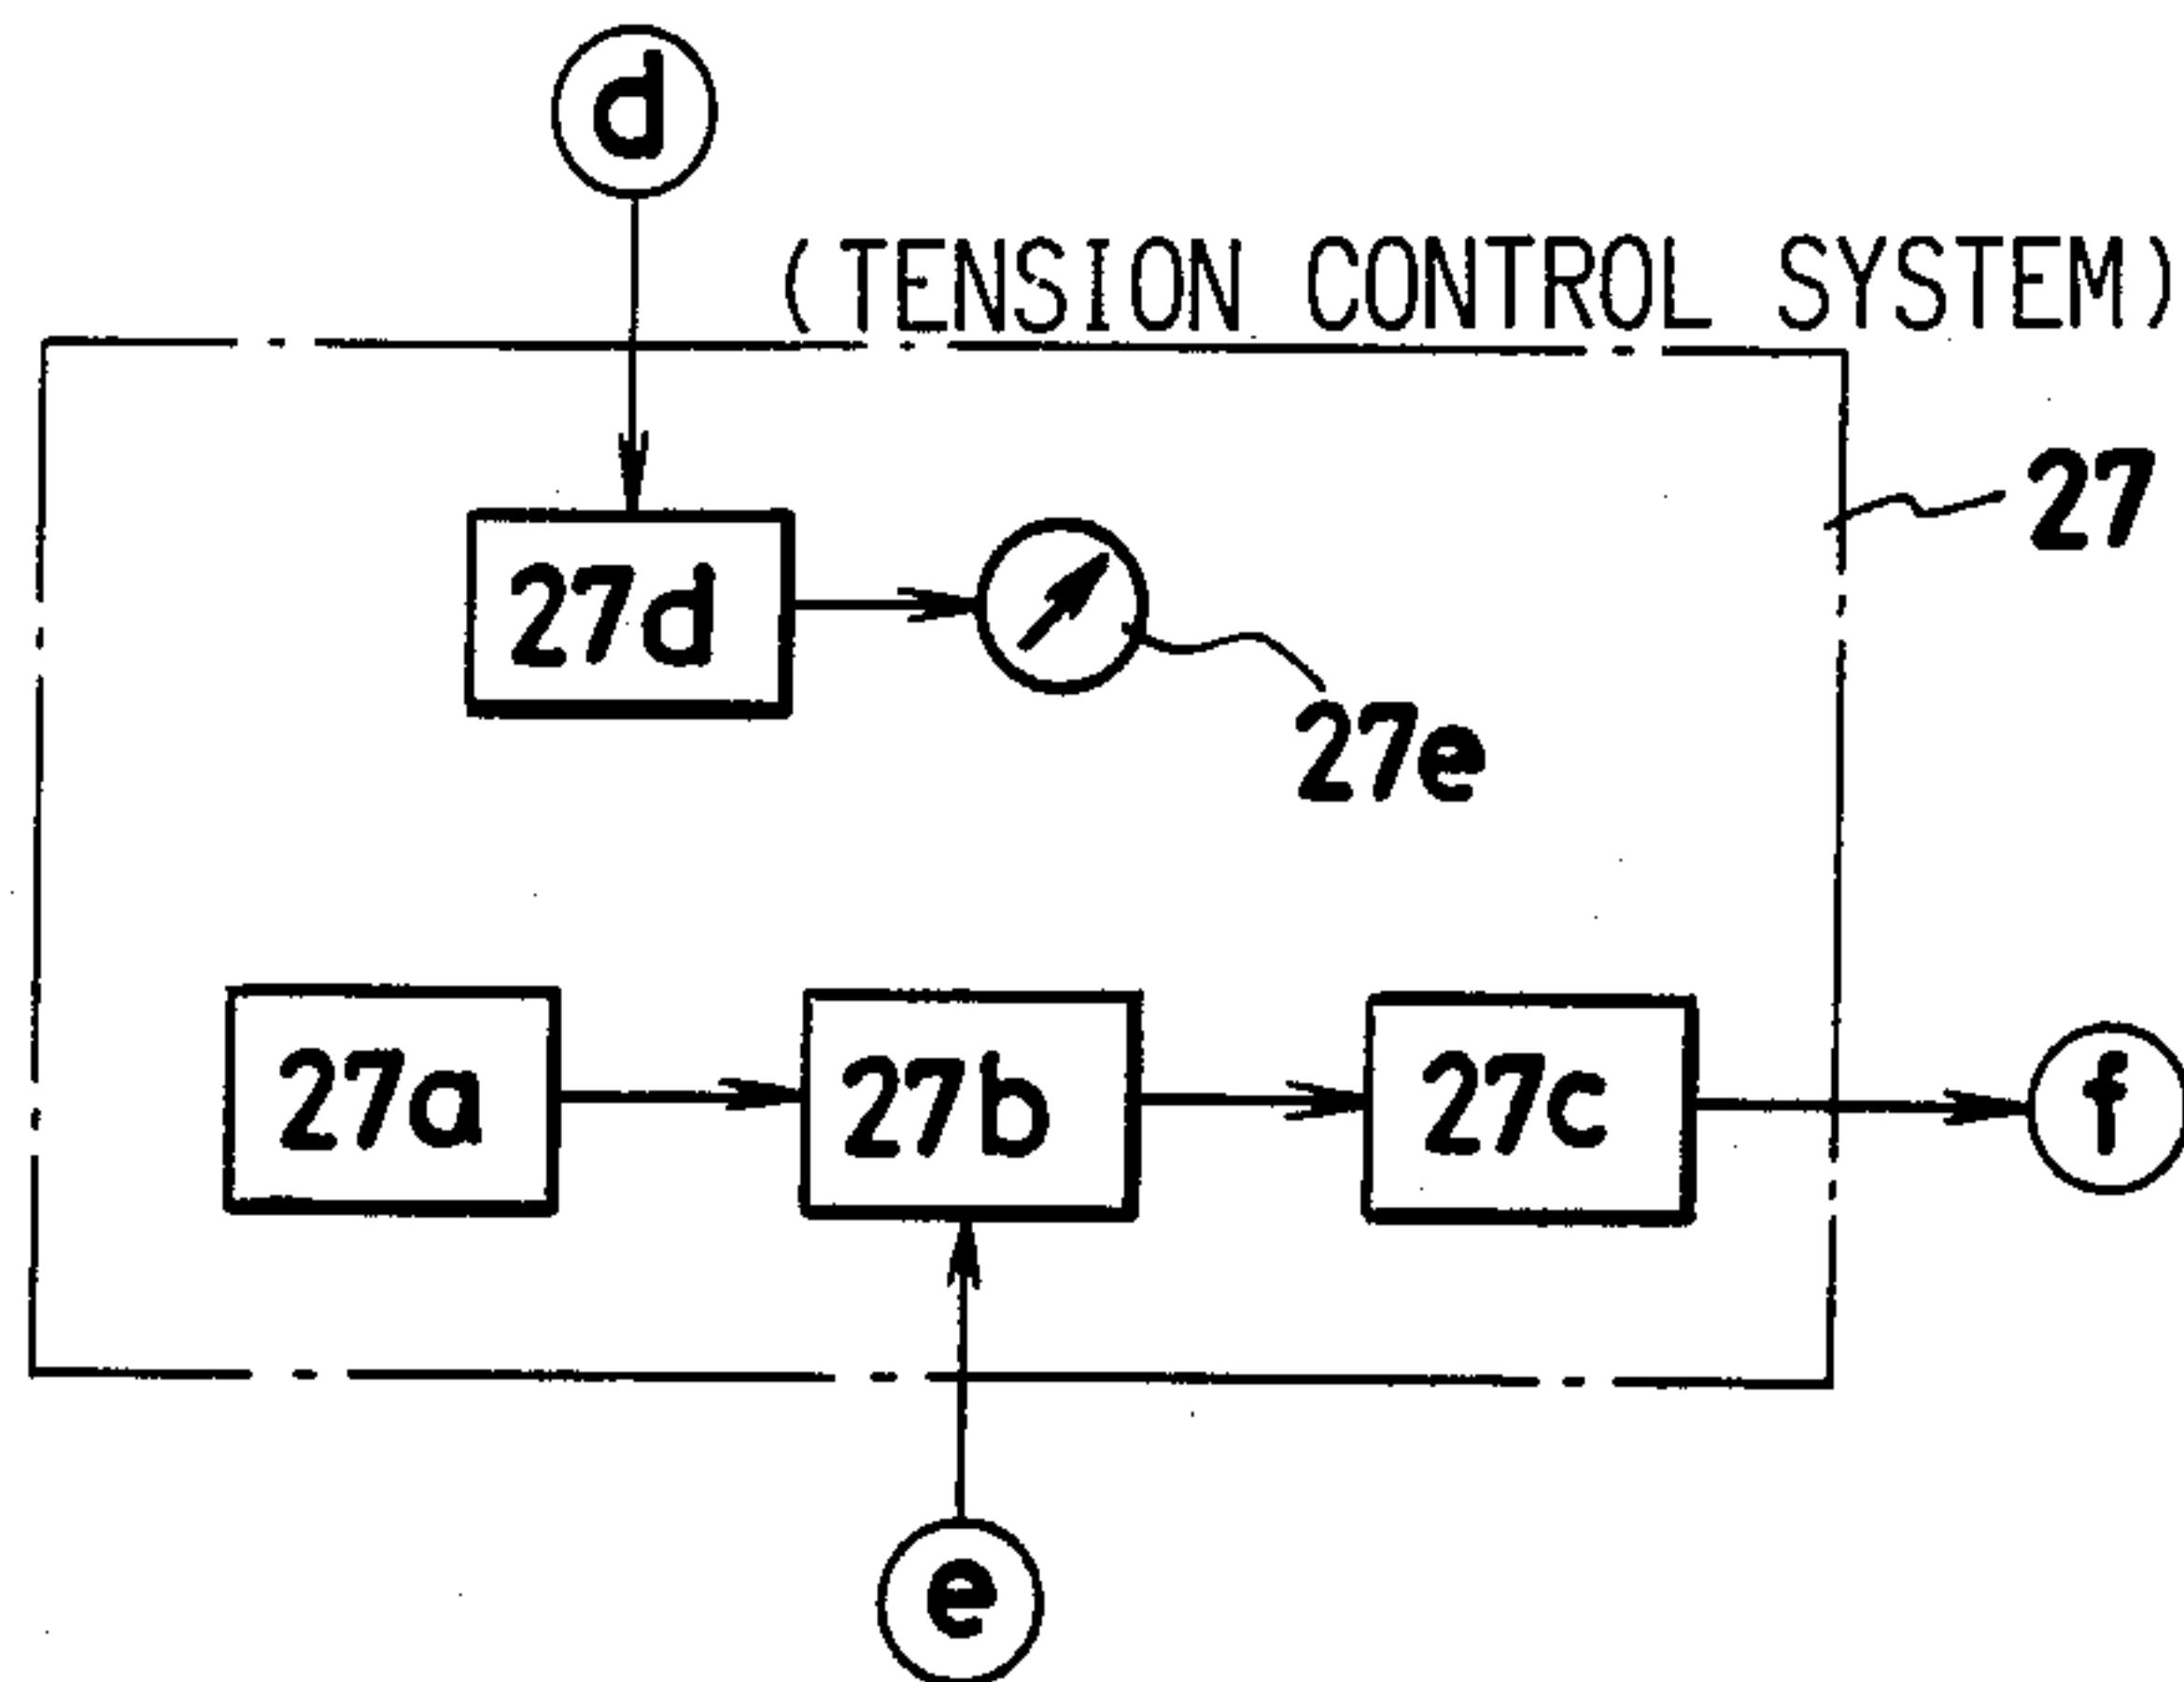 d
(TENSION CONTROL SYSTEM)
27
27d
27e
27a
27b
27c
f
e